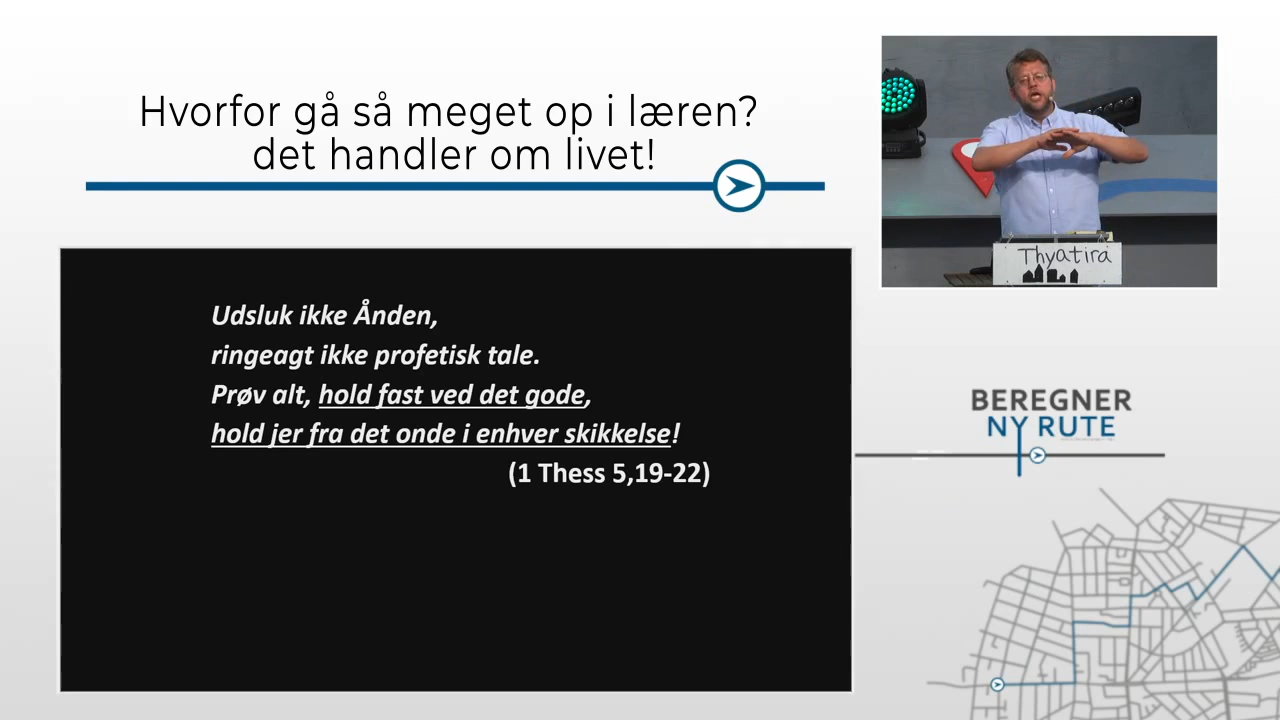 Hvorfor gå så meget op i læren?
det handler om livet!
Thyatira
Udsluk ikke Ånden,
ringeagt ikke profetisk tale.
Prøv alt, hold fast ved det gode,
hold jer fra det onde i enhver skikkelse!
(1 Thess 5,19-22)
BEREGNER
NY RUTE